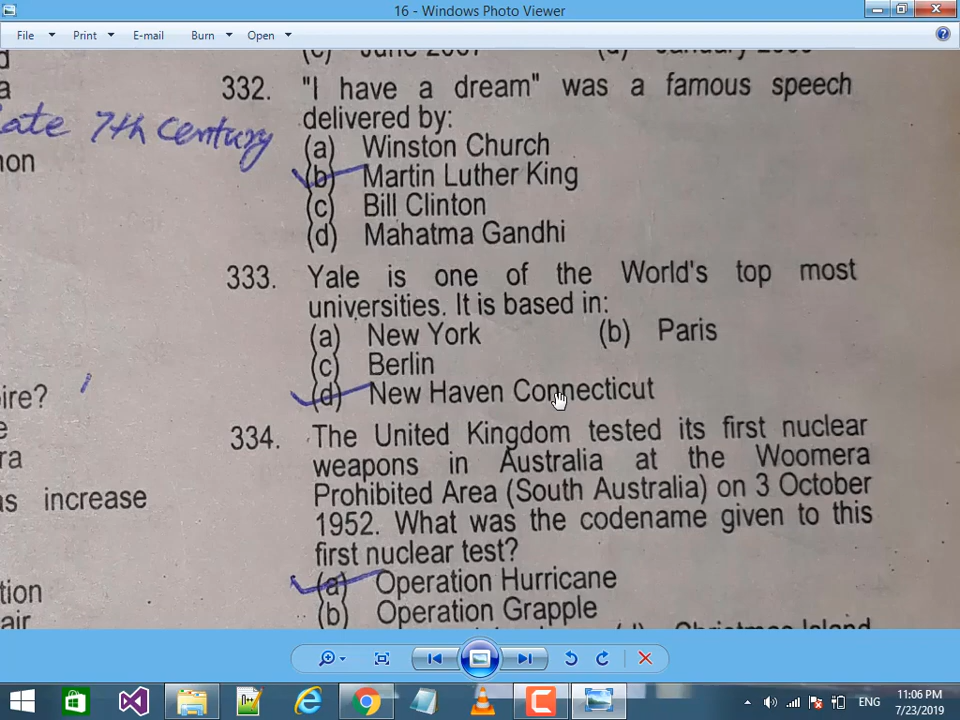 16 - Windows Photo Viewer
File Print E-mail Burn Open
332. "I have a dream" was a famous speech
delivered by:
(a) Winston Church
(b) Martin Luther King
(c) Bill Clinton
(d) Mahatma Gandhi
333. Yale is one of the World's top most
universities. It is based in:
(a) New York (b) Paris
(c) Berlin
(d) New Haven Connecticut
334. The United Kingdom tested its first nuclear
weapons in Australia at the Woomera
Prohibited Area (South Australia) on 3 October
1952. What was the codename given to this
first nuclear test?
(a) Operation Hurricane
(b) Operation Grapple
7th Century
ire?
as increase
tion
air
ENG
11:06 PM
7/23/2019